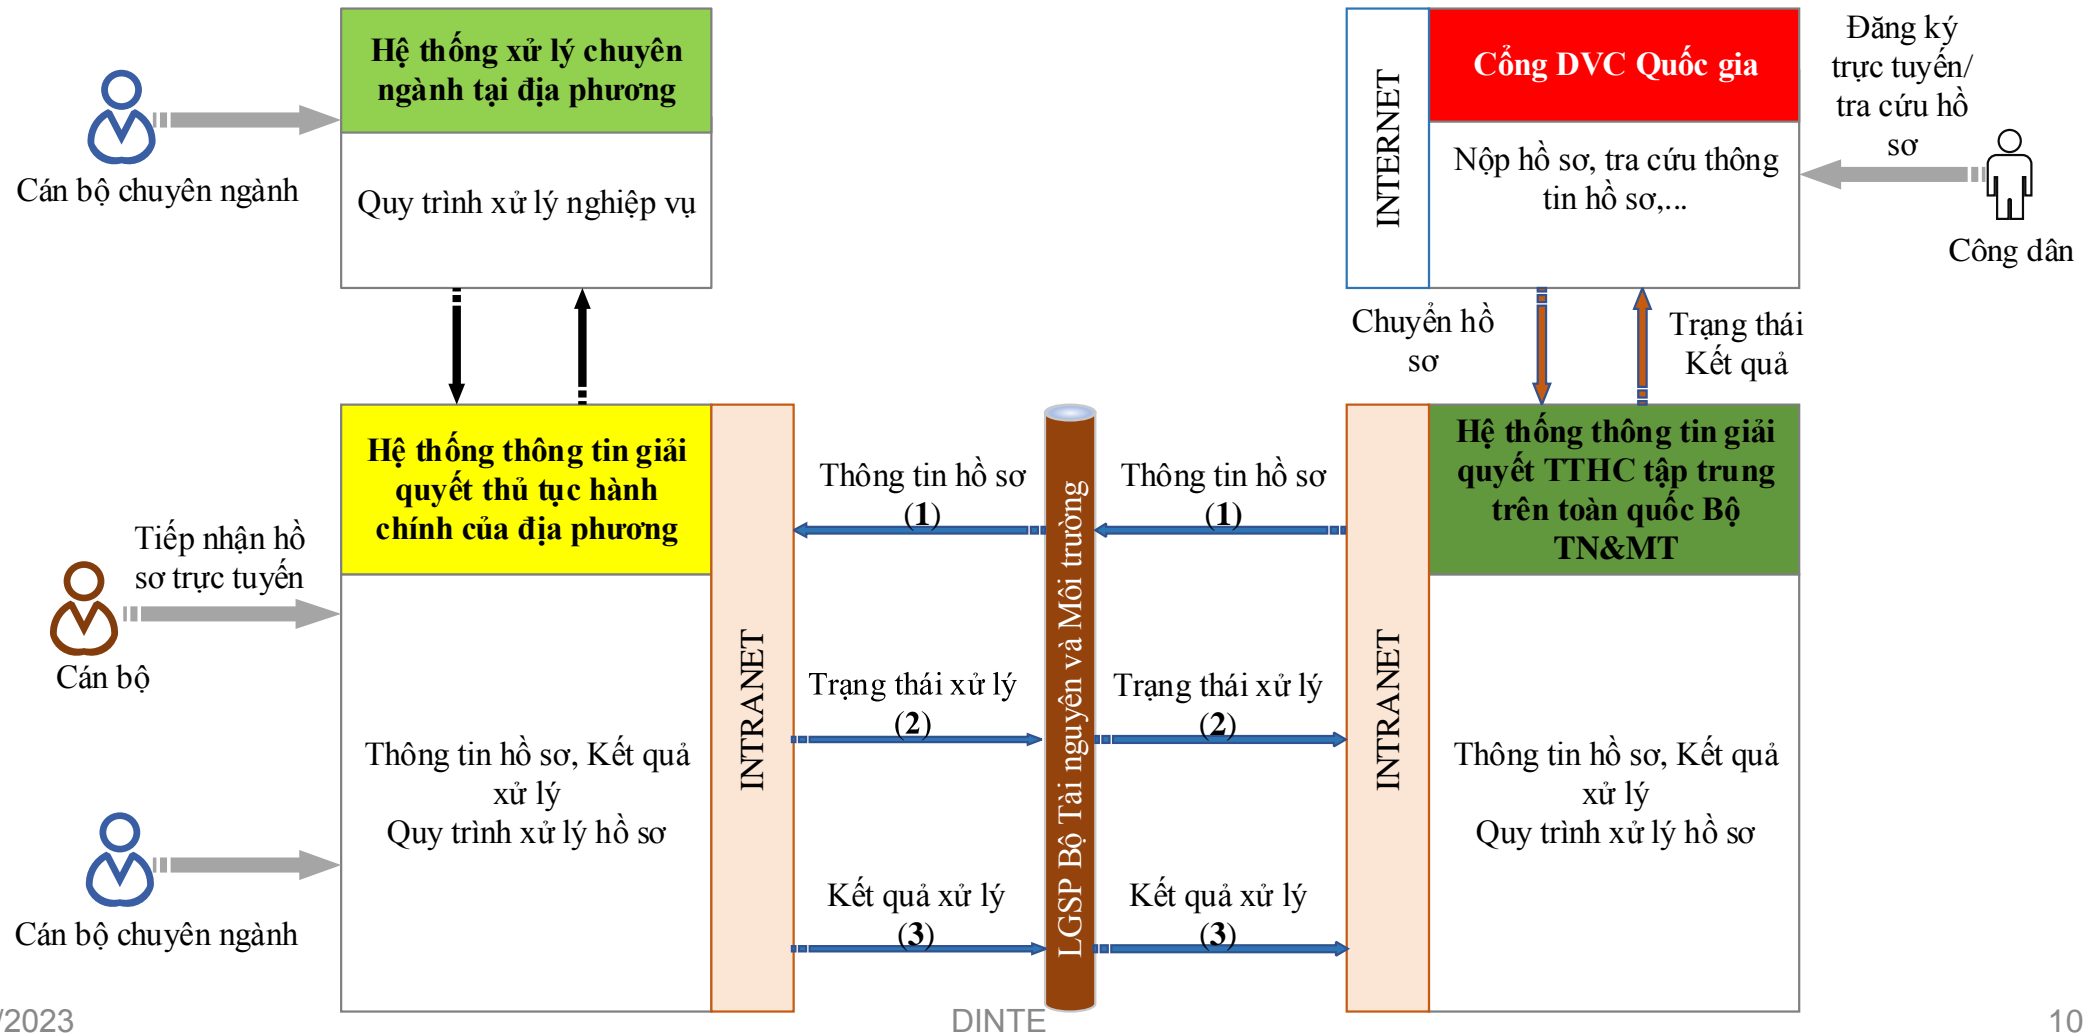 Hệ thống xử lý chuyên
ngành tại địa phương
Cán bộ chuyên ngành
Quy trình xử lý nghiệp vụ
INTERNET
Cổng DVC Quốc gia
Nộp hồ sơ, tra cứu thông
tin hồ sơ,...
Đăng ký
trực tuyến/
tra cứu hồ
sơ
Công dân
Chuyển hồ
sơ
Trạng thái
Kết quả
Hệ thống thông tin giải
quyết thủ tục hành
chính của địa phương
Tiếp nhận hồ
sơ trực tuyến
Cán bộ
Thông tin hồ sơ, Kết quả
xử lý
Quy trình xử lý hồ sơ
Cán bộ chuyên ngành
INTRANET
Thông tin hồ sơ
(1)
Trạng thái xử lý
(2)
Kết quả xử lý
(3)
LGSP Bộ Tài nguyên và Môi trường
Thông tin hồ sơ
(1)
Trạng thái xử lý
(2)
Kết quả xử lý
(3)
INTRANET
Hệ thống thông tin giải
quyết TTHC tập trung
trên toàn quốc Bộ
TN&MT
Thông tin hồ sơ, Kết quả
xử lý
Quy trình xử lý hồ sơ
/2023
DINTE
10